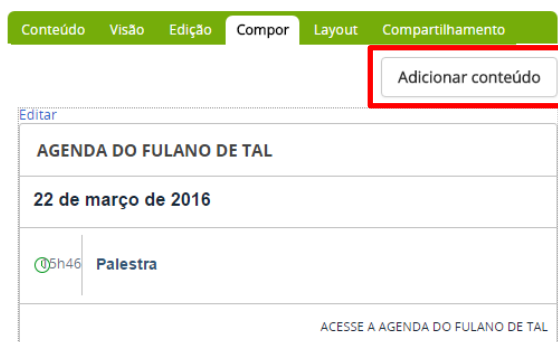 Conteúdo Visão Edição Compor Layout Compartilhamento
Adicionar conteúdo
Editar
AGENDA DO FULANO DE TAL
22 de março de 2016
05h46 Palestra
ACESSE A AGENDA DO FULANO DE TAL